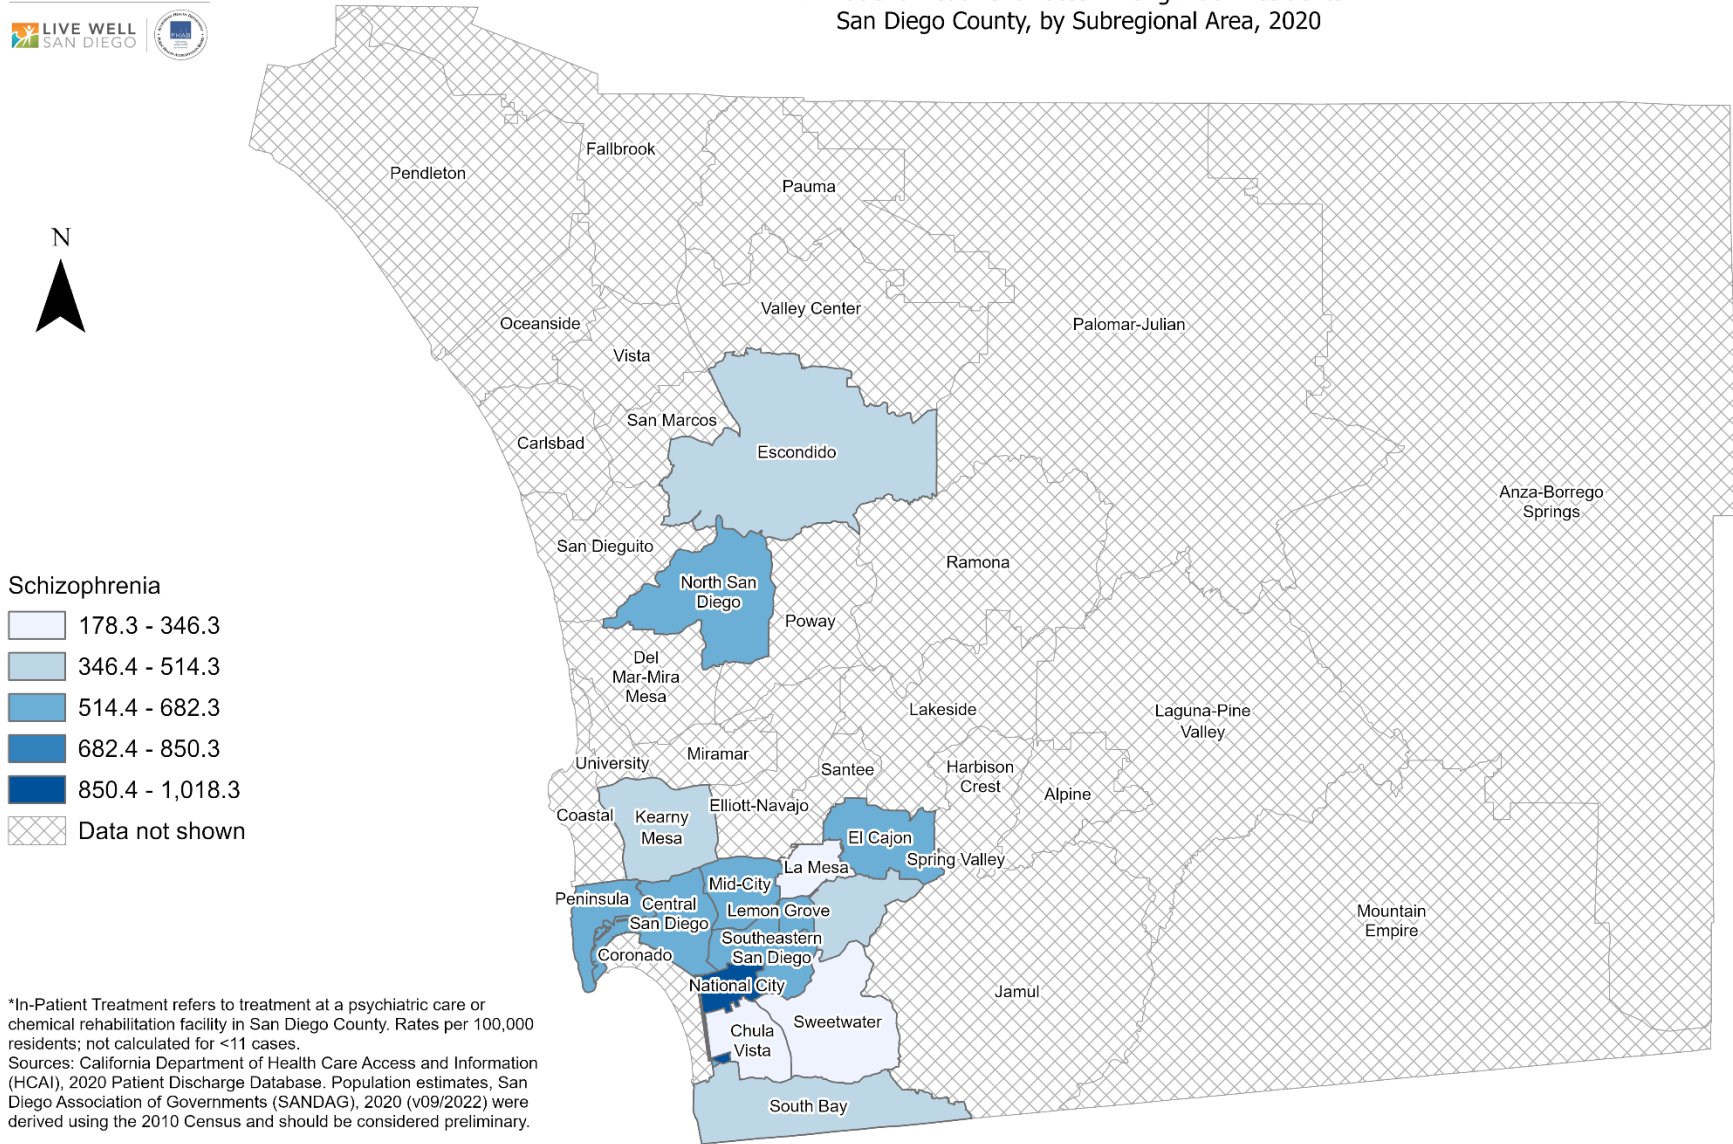 LIVE WELL
SAN DIEGO
PHAB
San Diego County, by Subregional Area, 2020
Fallbrook
Pendleton
Pauma
N
Valley Center
Oceanside
Palomar-Julian
Vista
San Marcos
Carlsbad
Escondido
Anza-Borrego
Springs
San Dieguito
Ramona
North San
Diego
Poway
Del
Mar-Mira
Mesa
Lakeside
Laguna-Pine
Valley
Miramar
University
Santee
Harbison
Crest
Alpine
Elliott-Navajo
Coastal
Kearny
Mesa
El Cajon
Spring Valley
La Mesa
Mid-City
Peninsula
Central
San Diego
Lemon Grove
Mountain
Empire
Southeastern
San Diego
Coronado
National City
Jamul
Sweetwater
Chula
Vista
South Bay
Schizophrenia
178.3 - 346.3
346.4 - 514.3
514.4 - 682.3
682.4 - 850.3
850.4 - 1,018.3
Data not shown
*In-Patient Treatment refers to treatment at a psychiatric care or
chemical rehabilitation facility in San Diego County. Rates per 100,000
residents; not calculated for <11 cases.
Sources: California Department of Health Care Access and Information
(HCAI), 2020 Patient Discharge Database. Population estimates, San
Diego Association of Governments (SANDAG), 2020 (v09/2022) were
derived using the 2010 Census and should be considered preliminary.